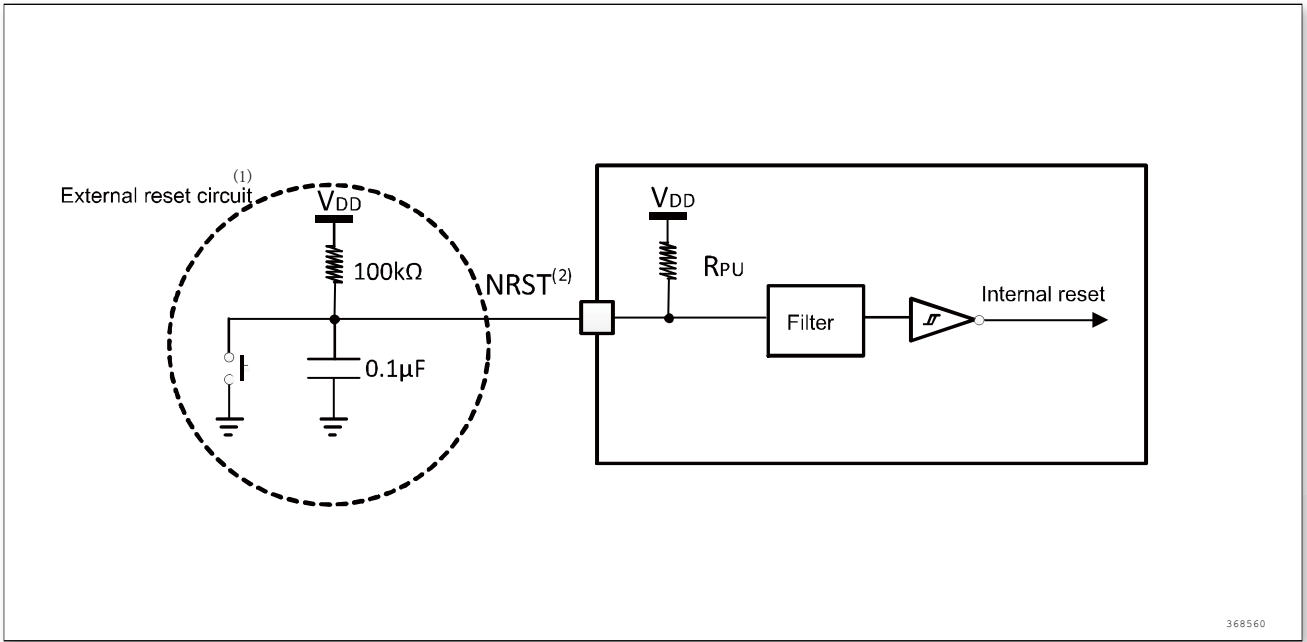 (1)
External reset circuit
VDD
VDD
100kΩ
RPU
NRST(2)
Internal reset
Filter
0.1µF
368560